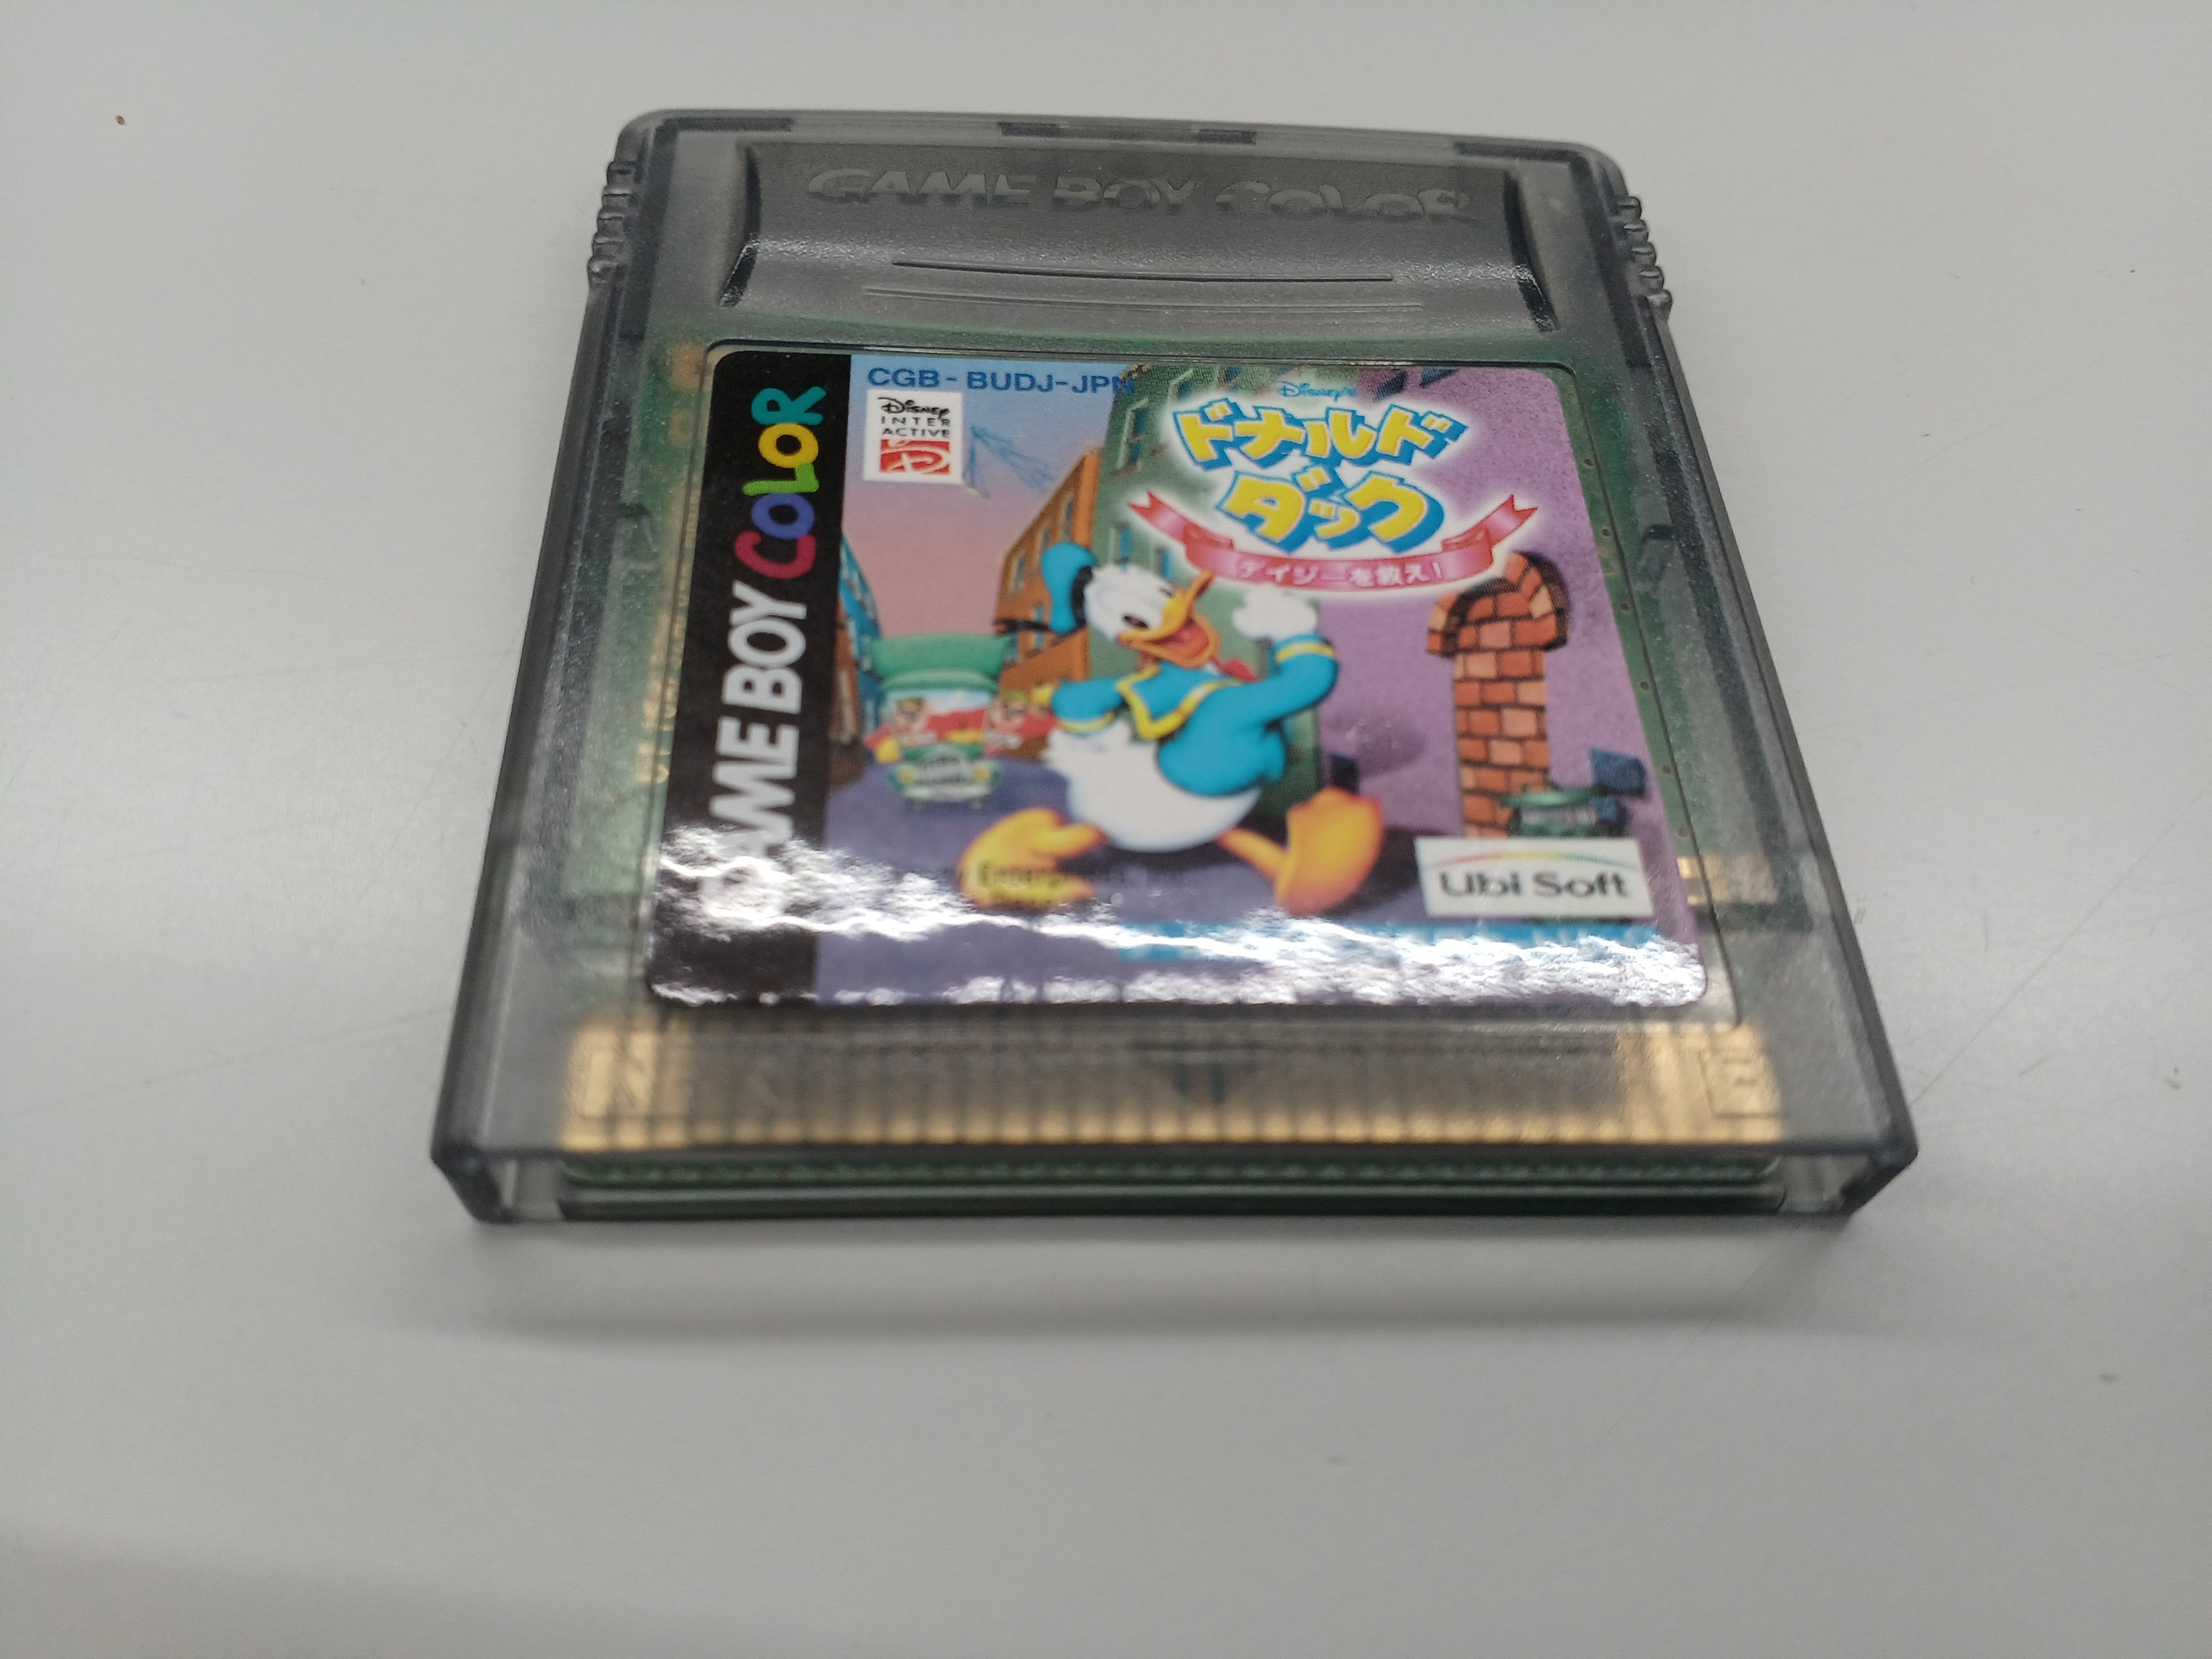 GAME BOY COLOR
GAME BOY COLOR
CGB-BUDJ-JPN
Disney
INTER
ACTIVE
Disney's
ドナルド
ダック
デイジーを救え!
Ubi Soft